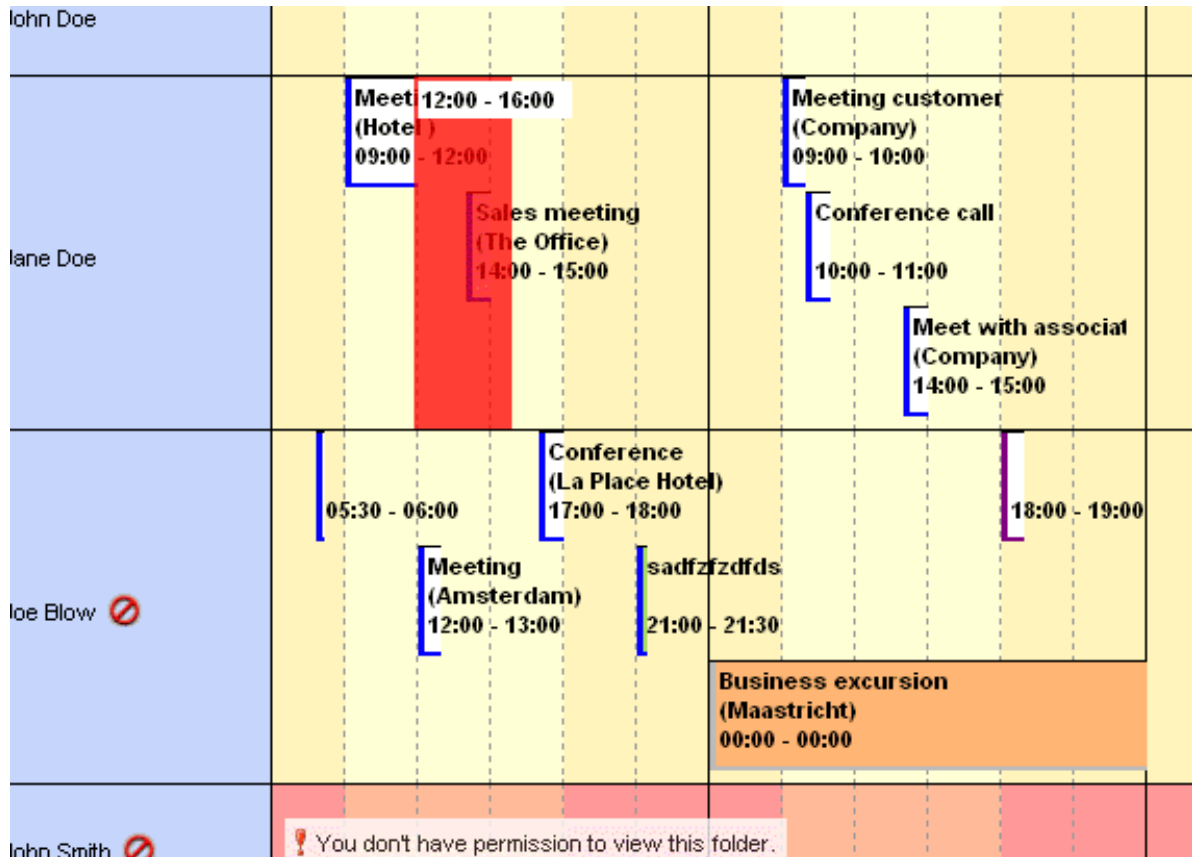 John Doe
Jane Doe
Meeti
(Hotel )
09:00 - 12:00
12:00 - 16:00
Sales meeting
(The Office)
14:00 - 15:00
Meeting customer
(Company)
09:00 - 10:00
Conference call
10:00 - 11:00
Meet with associat
(Company)
14:00 - 15:00
Joe Blow
05:30 - 06:00
Conference
(La Place Hotel)
17:00 - 18:00
18:00 - 19:00
Meeting
(Amsterdam)
12:00 - 13:00
sadfzfzdfds
21:00 - 21:30
Business excursion
(Maastricht)
00:00 - 00:00
John Smith
You don't have permission to view this folder.